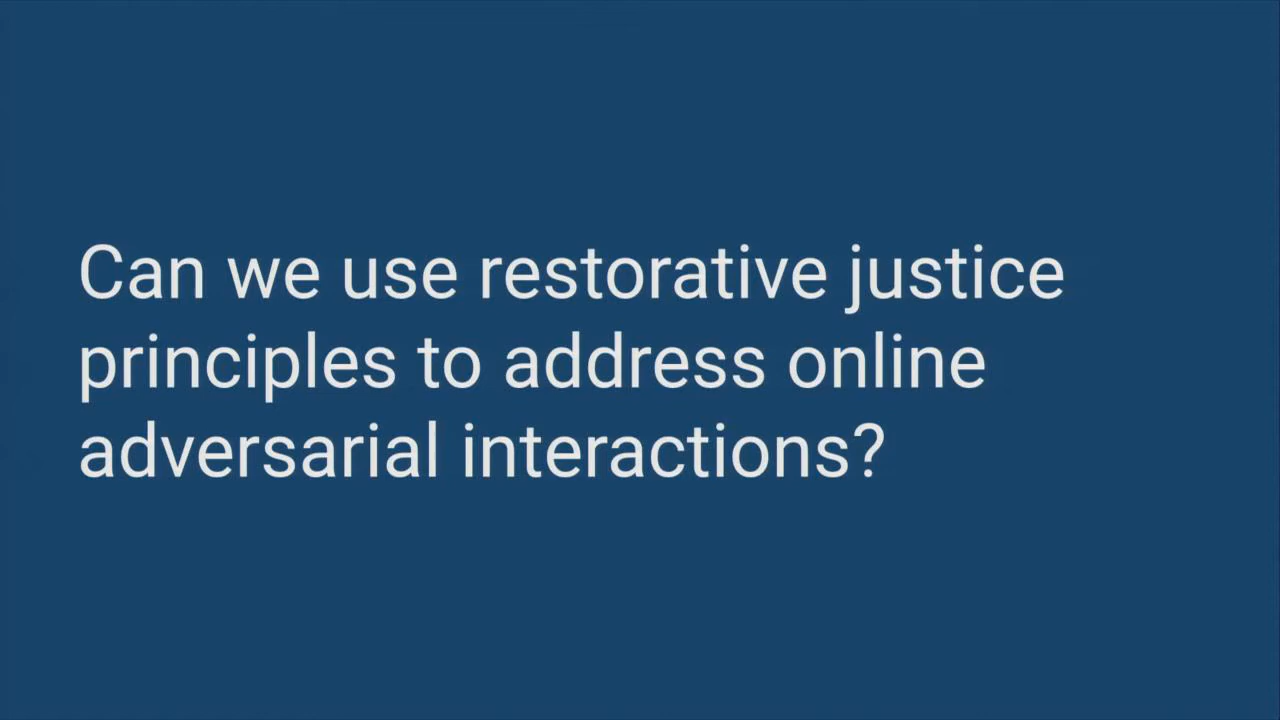 Can we use restorative justice
principles to address online
adversarial interactions?